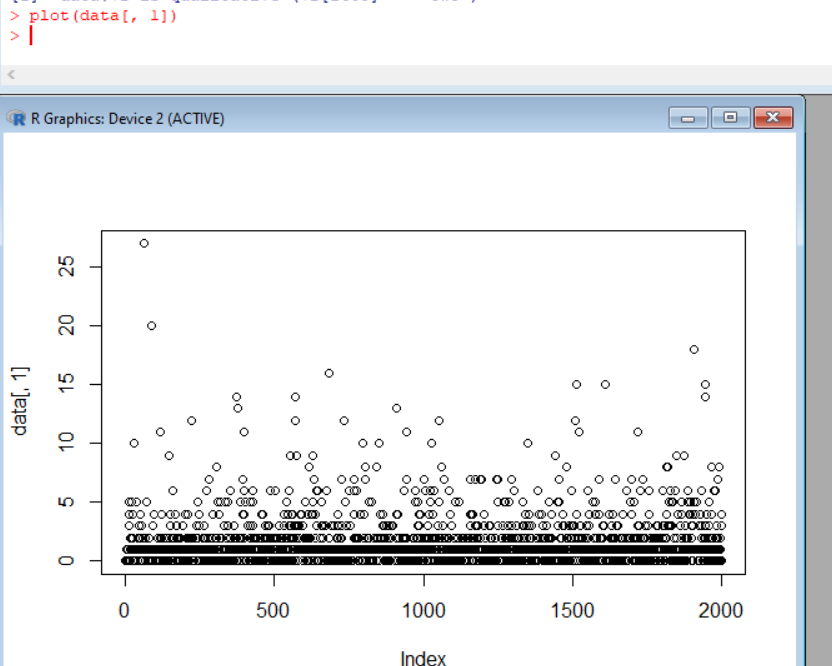 > plot(data[, 1])
>
R Graphics: Device 2 (ACTIVE)
data[, 1]
25
20
15
10
5
0
0 500 1000 1500 2000
Index